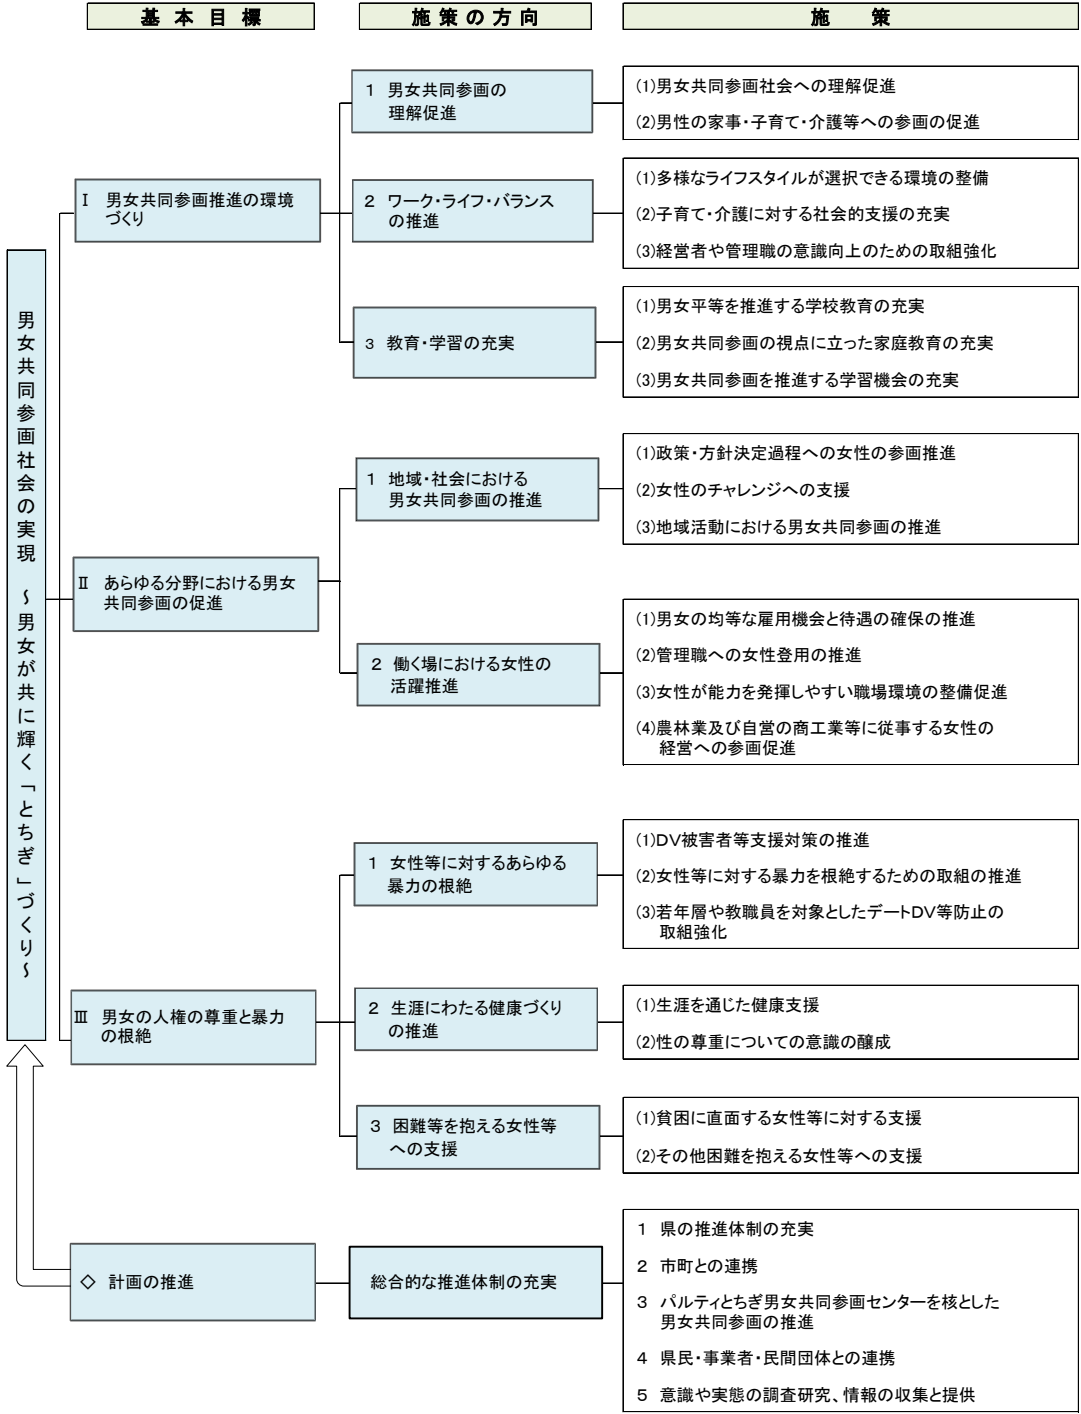 基本目標
施策の方向
施策
男女共同参画社会の実現 ～男女が共に輝く「とちぎ」づくり～
Ⅰ 男女共同参画推進の環境
づくり
1 男女共同参画の
理解促進
(1)男女共同参画社会への理解促進
(2)男性の家事・子育て・介護等への参画の促進
2 ワーク・ライフ・バランス
の推進
(1)多様なライフスタイルが選択できる環境の整備
(2)子育て・介護に対する社会的支援の充実
(3)経営者や管理職の意識向上のための取組強化
3 教育・学習の充実
(1)男女平等を推進する学校教育の充実
(2)男女共同参画の視点に立った家庭教育の充実
(3)男女共同参画を推進する学習機会の充実
Ⅱ あらゆる分野における男女
共同参画の促進
1 地域・社会における
男女共同参画の推進
(1)政策・方針決定過程への女性の参画推進
(2)女性のチャレンジへの支援
(3)地域活動における男女共同参画の推進
2 働く場における女性の
活躍推進
(1)男女の均等な雇用機会と待遇の確保の推進
(2)管理職への女性登用の推進
(3)女性が能力を発揮しやすい職場環境の整備促進
(4)農林業及び自営の商工業等に従事する女性の
経営への参画促進
Ⅲ 男女の人権の尊重と暴力
の根絶
1 女性等に対するあらゆる
暴力の根絶
(1)DV被害者等支援対策の推進
(2)女性等に対する暴力を根絶するための取組の推進
(3)若年層や教職員を対象としたデートDV等防止の
取組強化
2 生涯にわたる健康づくり
の推進
(1)生涯を通じた健康支援
(2)性の尊重についての意識の醸成
3 困難等を抱える女性等
への支援
(1)貧困に直面する女性等に対する支援
(2)その他困難を抱える女性等への支援
◇ 計画の推進
総合的な推進体制の充実
1 県の推進体制の充実
2 市町との連携
3 パルティとちぎ男女共同参画センターを核とした
男女共同参画の推進
4 県民・事業者・民間団体との連携
5 意識や実態の調査研究、情報の収集と提供